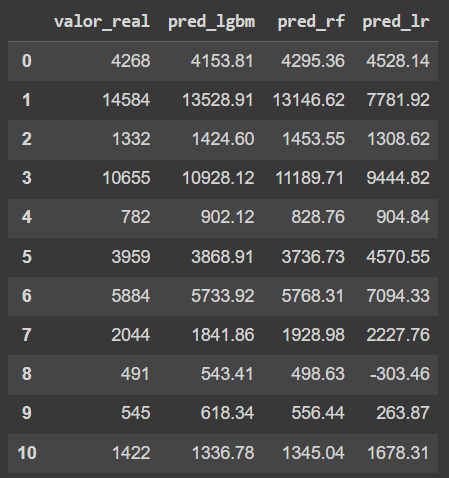 valor_real pred_lgbm pred_rf pred_lr
0 4268 4153.81 4295.36 4528.14
1 14584 13528.91 13146.62 7781.92
2 1332 1424.60 1453.55 1308.62
3 10655 10928.12 11189.71 9444.82
4 782 902.12 828.76 904.84
5 3959 3868.91 3736.73 4570.55
6 5884 5733.92 5768.31 7094.33
7 2044 1841.86 1928.98 2227.76
8 491 543.41 498.63 -303.46
9 545 618.34 556.44 263.87
10 1422 1336.78 1345.04 1678.31